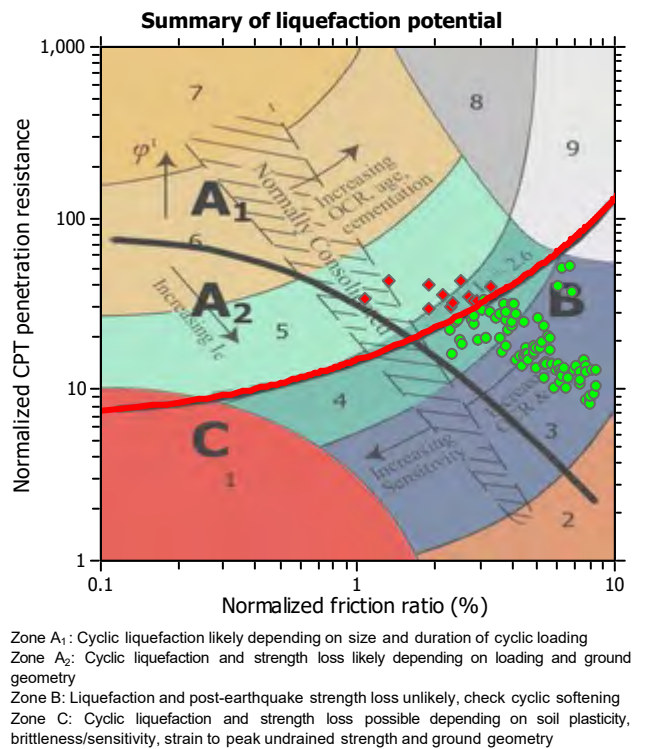 Summary of liquefaction potential
Normalized CPT penetration resistance
1,000
100
10
1
7
8
9
φ'
A1
Increasing
OCR, age,
cementation
Normally Consolidated
6
A2
Increasing Ic
5
2.6
B
4
Increasing
OCR &
3
C
Increasing
Sensitivity
1
2
0.1
1
10
Normalized friction ratio (%)
Zone A1: Cyclic liquefaction likely depending on size and duration of cyclic loading
Zone A2: Cyclic liquefaction and strength loss likely depending on loading and ground
geometry
Zone B: Liquefaction and post-earthquake strength loss unlikely, check cyclic softening
Zone C: Cyclic liquefaction and strength loss possible depending on soil plasticity,
brittleness/sensitivity, strain to peak undrained strength and ground geometry